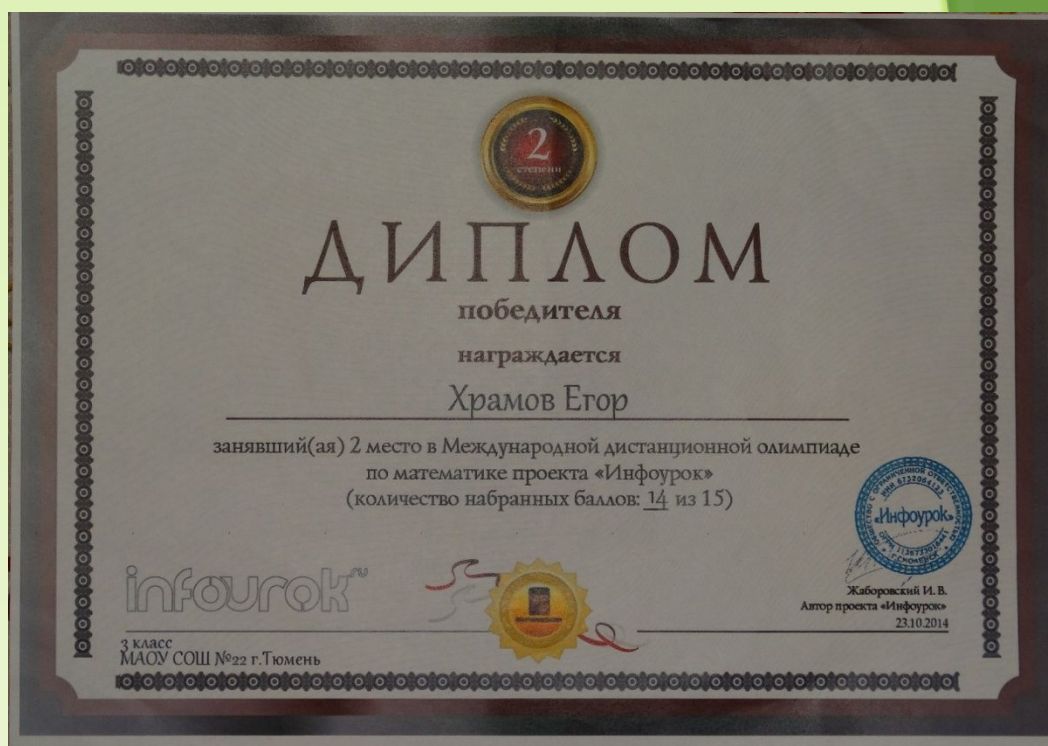 2
СТЕПЕНИ
ДИПЛОМ
победителя
награждается
Храмов Егор
занявший(ая) 2 место в Международной дистанционной олимпиаде
по математике проекта «Инфоурок»
(количество набранных баллов: 14 из 15)
«Инфоурок»
infourok.ru
Жаборовский И. В.
Автор проекта «Инфоурок»
23.10.2014
3 класс
МАОУ СОШ №22 г.Тюмень